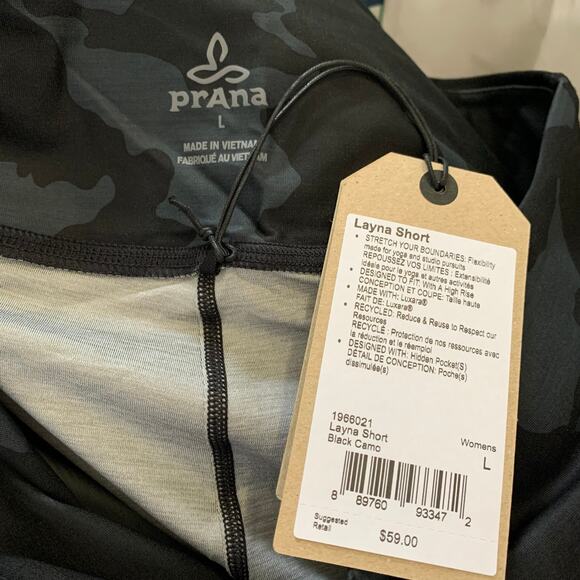 prAna
L
MADE IN VIETNAM
FABRIQUÉ AU VIETNAM
Layna Short
• STRETCH YOUR BOUNDARIES: Flexibility
made for yoga and studio pursuits
REPOUSSEZ VOS LIMITES : Extensibilité
idéale pour le yoga et autres activités
• DESIGNED TO FIT: With A High Rise
CONCEPTION ET COUPE: Taille haute
• MADE WITH: Luxara®
FAIT DE: Luxara®
• RECYCLED: Reduce & Reuse to Respect our
Resources
RECYCLÉ : Protection de nos ressources avec
la réduction et le réemploi
• DESIGNED WITH: Hidden Pocket(S)
DÉTAIL DE CONCEPTION: Poche(s)
dissimulée(s)
1966021
Layna Short
Black Camo
Womens
L
8 89760 93347 2
Suggested
Retail
$59.00